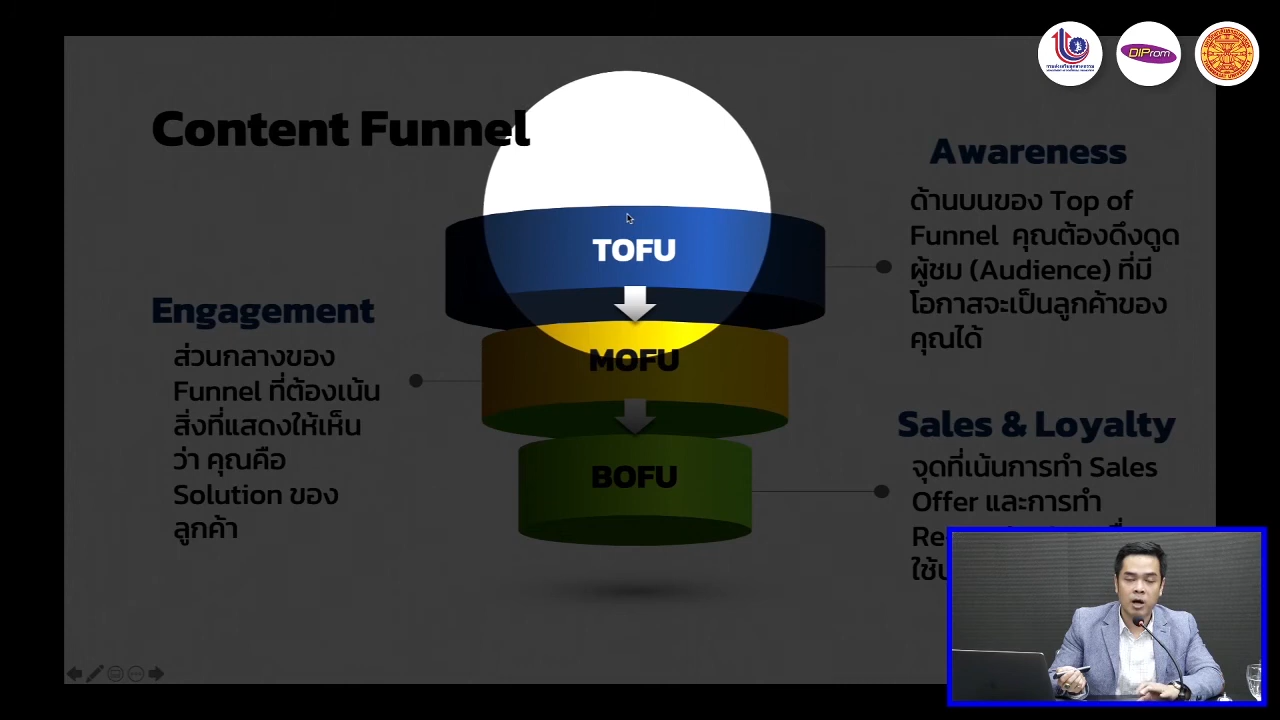 DIProm
Content Funnel
Awareness
ด้านบนของ Top of
Funnel คุณต้องดึงดูด
ผู้ชม (Audience) ที่มี
โอกาสจะเป็นลูกค้าของ
คุณได้
TOFU
Engagement
ส่วนกลางของ
Funnel ที่ต้องเน้น
สิ่งที่แสดงให้เห็น
ว่า คุณคือ
Solution ของ
ลูกค้า
MOFU
Sales & Loyalty
จุดที่เน้นการทำ Sales
Offer และการทำ
BOFU